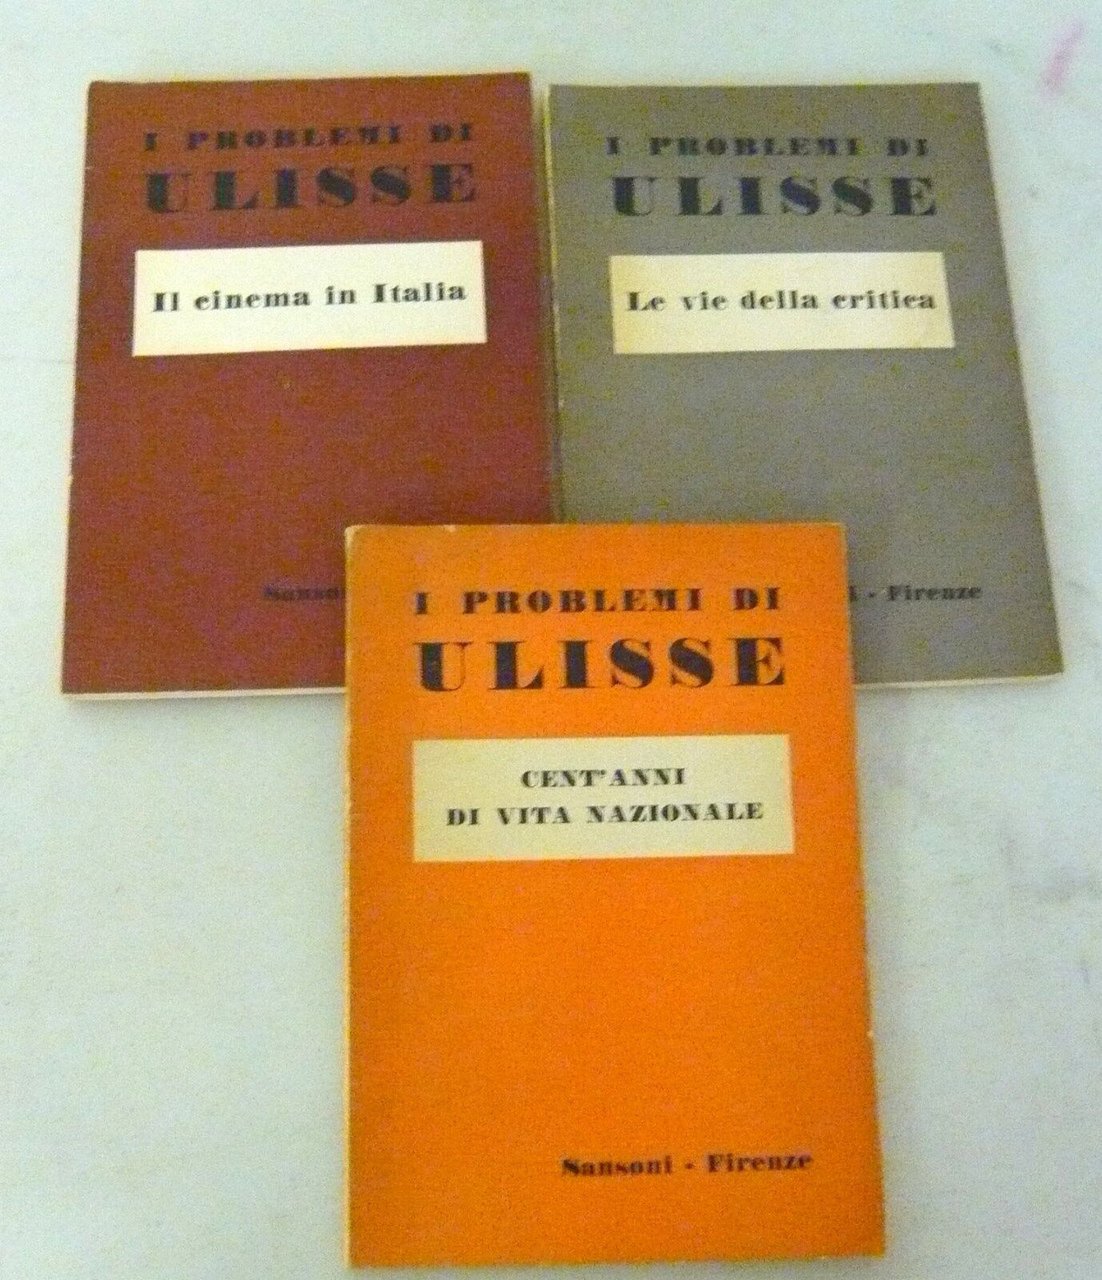 I PROBLEMI DI
ULISSE
Il cinema in Italia
I PROBLEMI DI
ULISSE
Le vie della critica
- Firenze
I PROBLEMI DI
ULISSE
CENT'ANNI
DI VITA NAZIONALE
Sansoni - Firenze